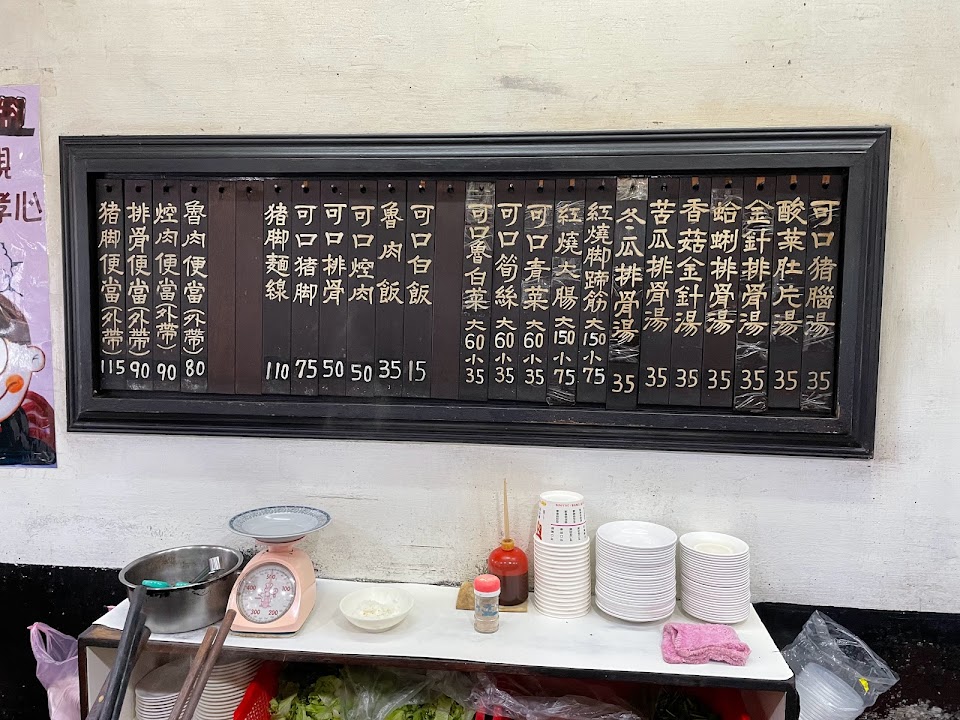 可口猪腦湯 35
酸菜肚片湯 35
金針排骨湯 35
蛤蜊排骨湯 35
香菇金針湯 35
苦瓜排骨湯 35
冬瓜排骨湯 35
紅燒脚蹄筋 大150小75
紅燒大腸 大150小75
可口青菜 大60小35
可口筍絲 大60小35
可口魯白菜 大60小35
可口白飯 15
魯肉飯 35
可口焢肉 50
可口排骨 50
可口猪脚 75
猪脚麵線 110
魯肉便當(外帶) 80
焢肉便當(外帶) 90
排骨便當(外帶) 90
猪脚便當(外帶) 115
親
孝心